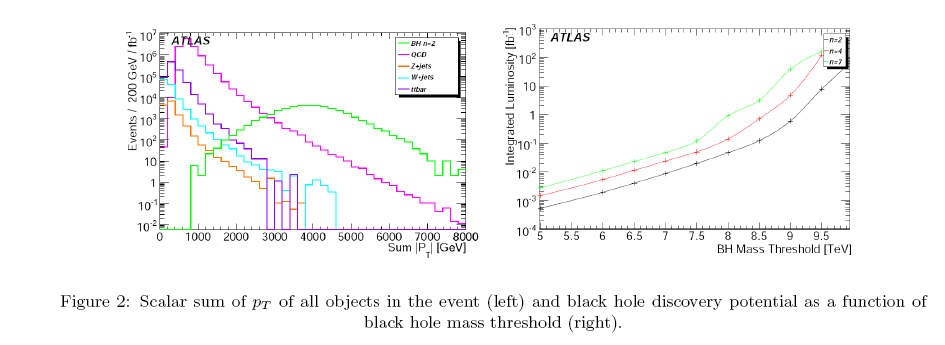 ATLAS
Events / 200 GeV / fb⁻¹
10⁷
10⁶
10⁵
10⁴
10³
10²
10
1
10⁻¹
10⁻²
BH n=2
QCD
Z+jets
W+jets
ttbar
0 1000 2000 3000 4000 5000 6000 7000 8000
Sum |P_T| [GeV]
ATLAS
Integrated Luminosity [fb⁻¹]
10³
10²
10
1
10⁻¹
10⁻²
10⁻³
10⁻⁴
n=2
n=4
n=7
5 5.5 6 6.5 7 7.5 8 8.5 9 9.5
BH Mass Threshold [TeV]
Figure 2: Scalar sum of p_T of all objects in the event (left) and black hole discovery potential as a function of
black hole mass threshold (right).